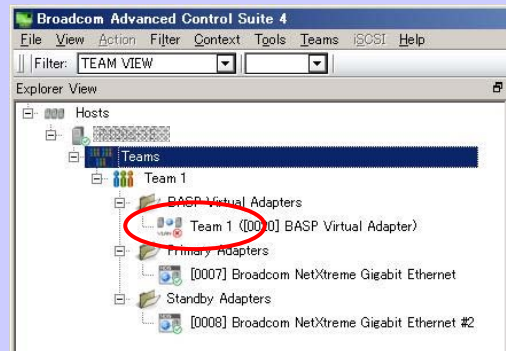 Broadcom Advanced Control Suite 4
File View Action Filter Context Tools Teams iSCSI Help
Filter: TEAM VIEW
Explorer View
Hosts
Teams
Team 1
BASP Virtual Adapters
Team 1 ([0020] BASP Virtual Adapter)
Primary Adapters
[0007] Broadcom NetXtreme Gigabit Ethernet
Standby Adapters
[0008] Broadcom NetXtreme Gigabit Ethernet #2